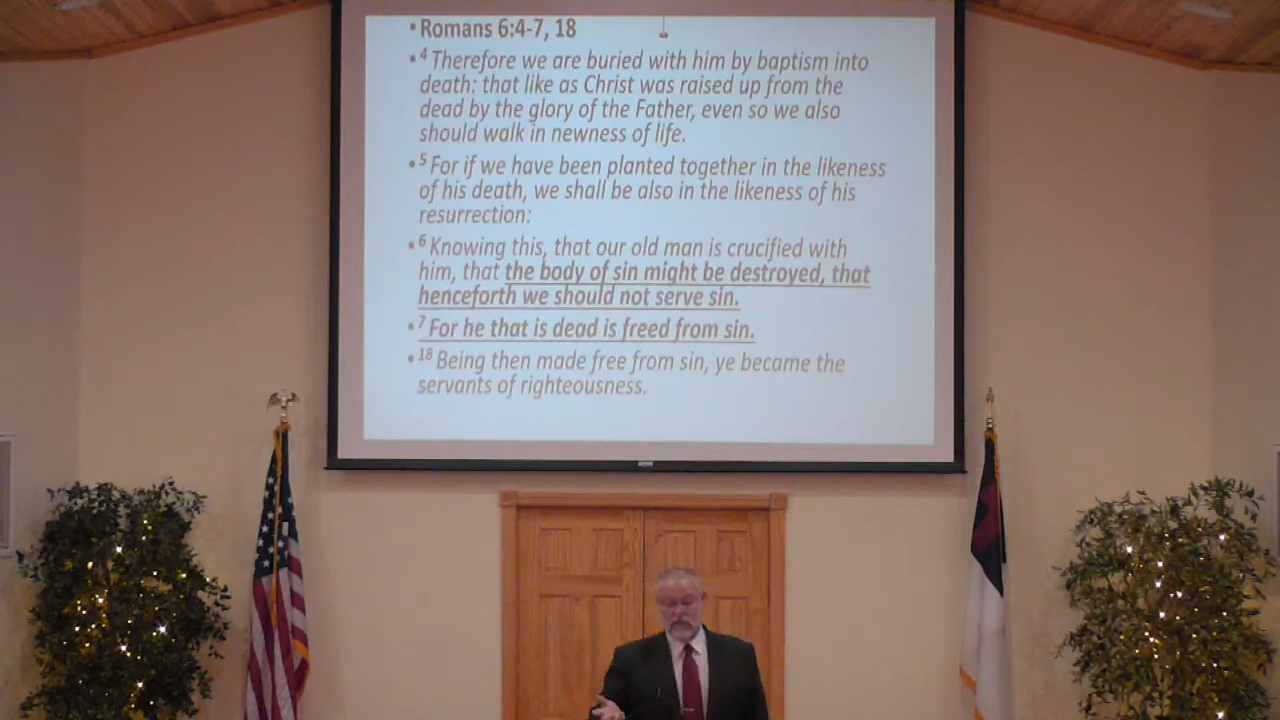 • Romans 6:4-7, 18
• 4 Therefore we are buried with him by baptism into
death: that like as Christ was raised up from the
dead by the glory of the Father, even so we also
should walk in newness of life.
• 5 For if we have been planted together in the likeness
of his death, we shall be also in the likeness of his
resurrection:
• 6 Knowing this, that our old man is crucified with
him, that the body of sin might be destroyed, that
henceforth we should not serve sin.
• 7 For he that is dead is freed from sin.
• 18 Being then made free from sin, ye became the
servants of righteousness.